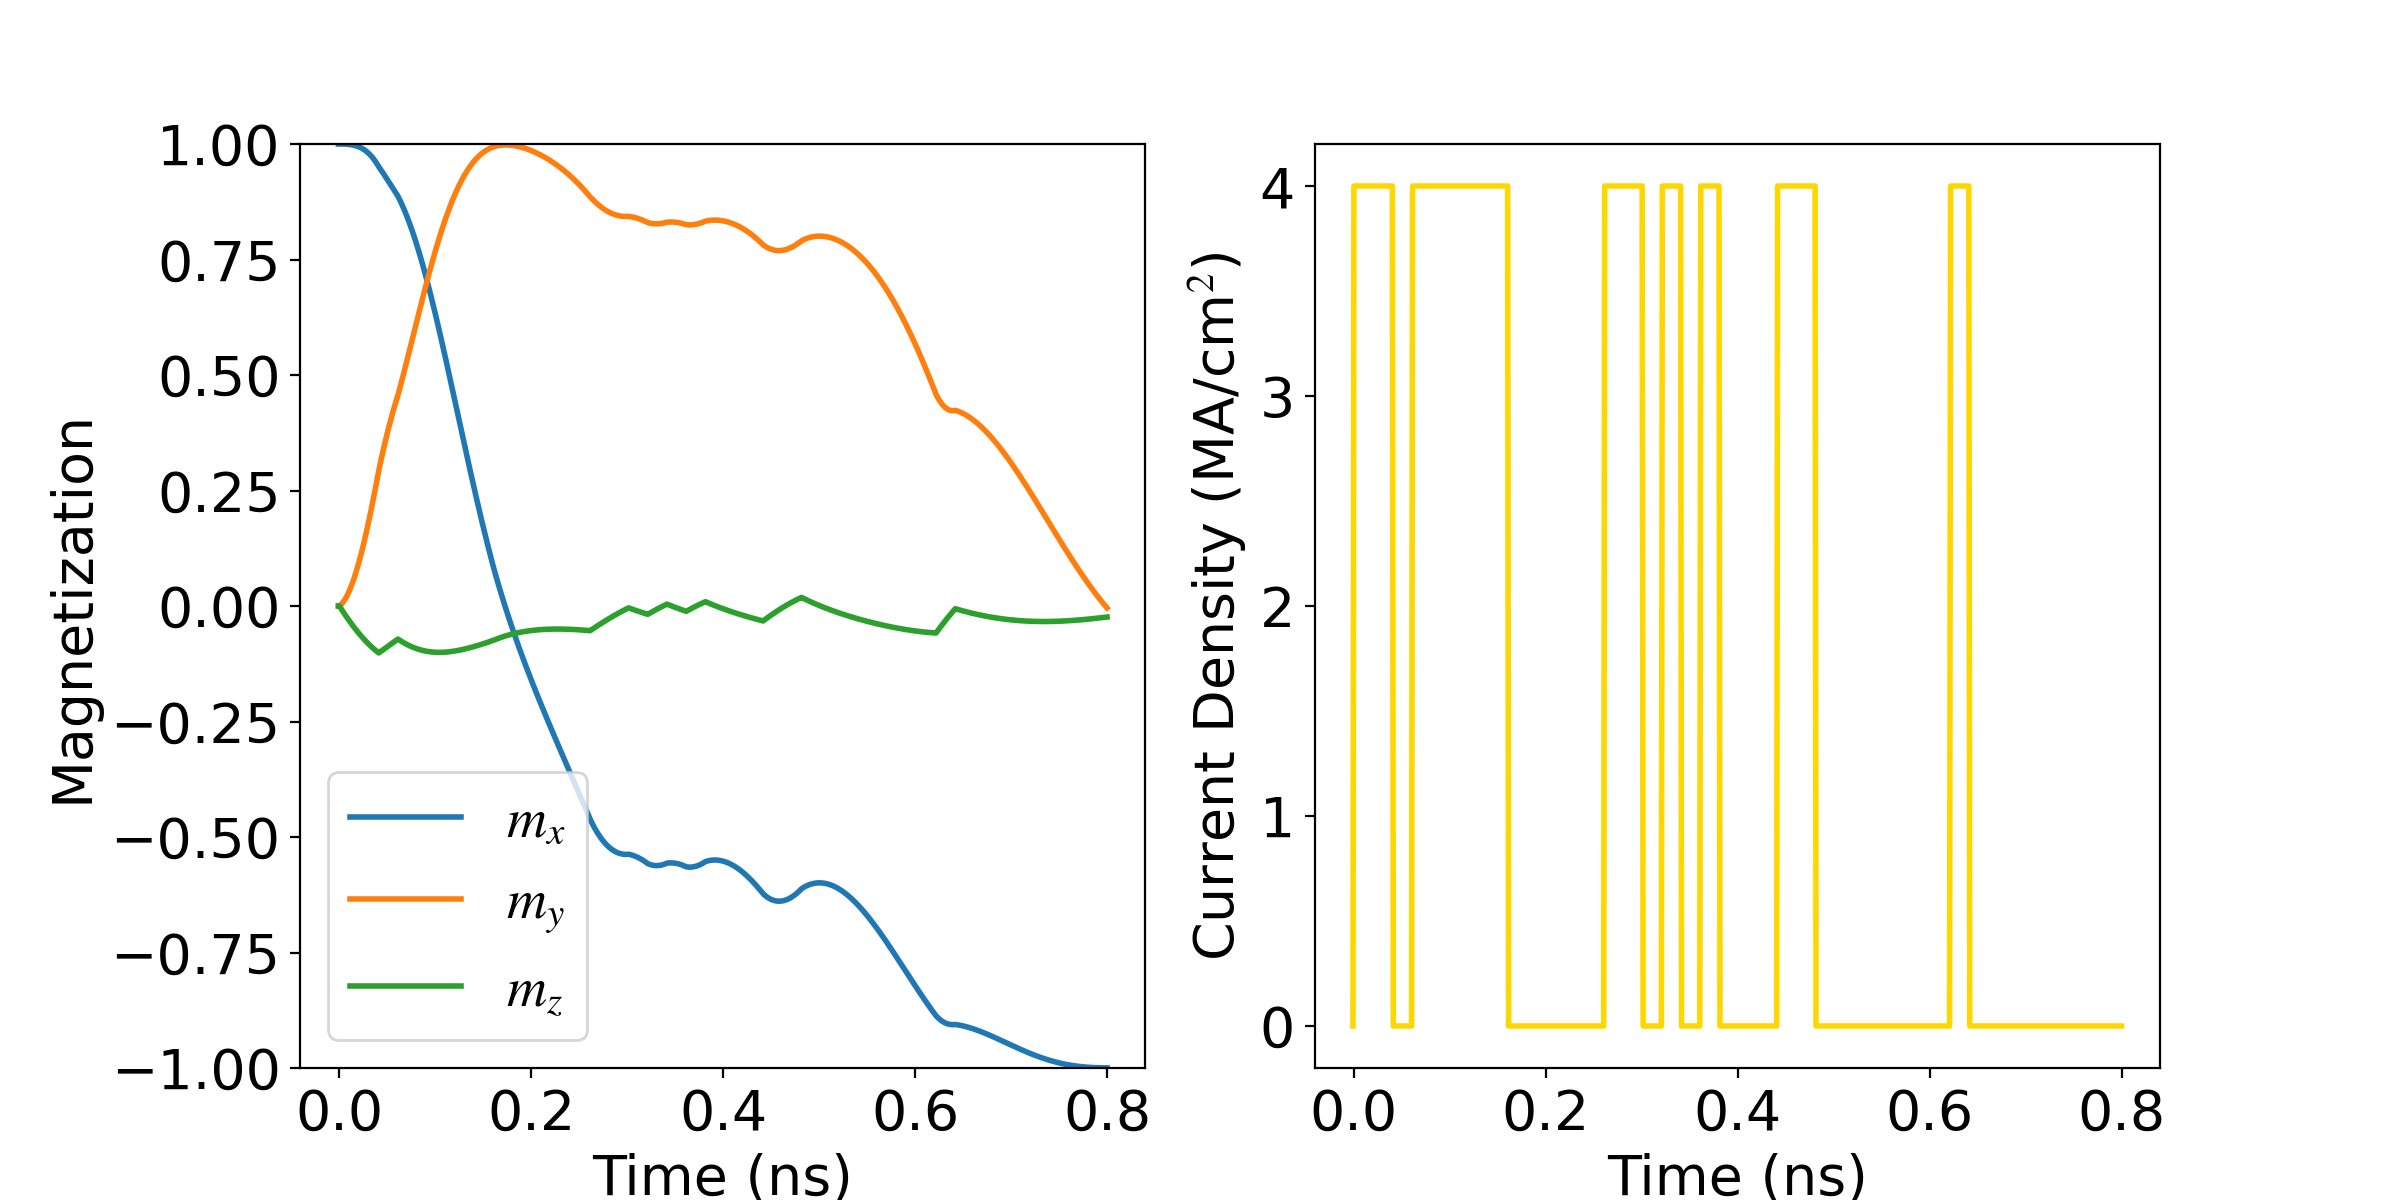 Magnetization
1.00
0.75
0.50
0.25
0.00
−0.25
−0.50
−0.75
−1.00
m_x
m_y
m_z
0.0 0.2 0.4 0.6 0.8
Time (ns)
Current Density (MA/cm²)
4
3
2
1
0
0.0 0.2 0.4 0.6 0.8
Time (ns)